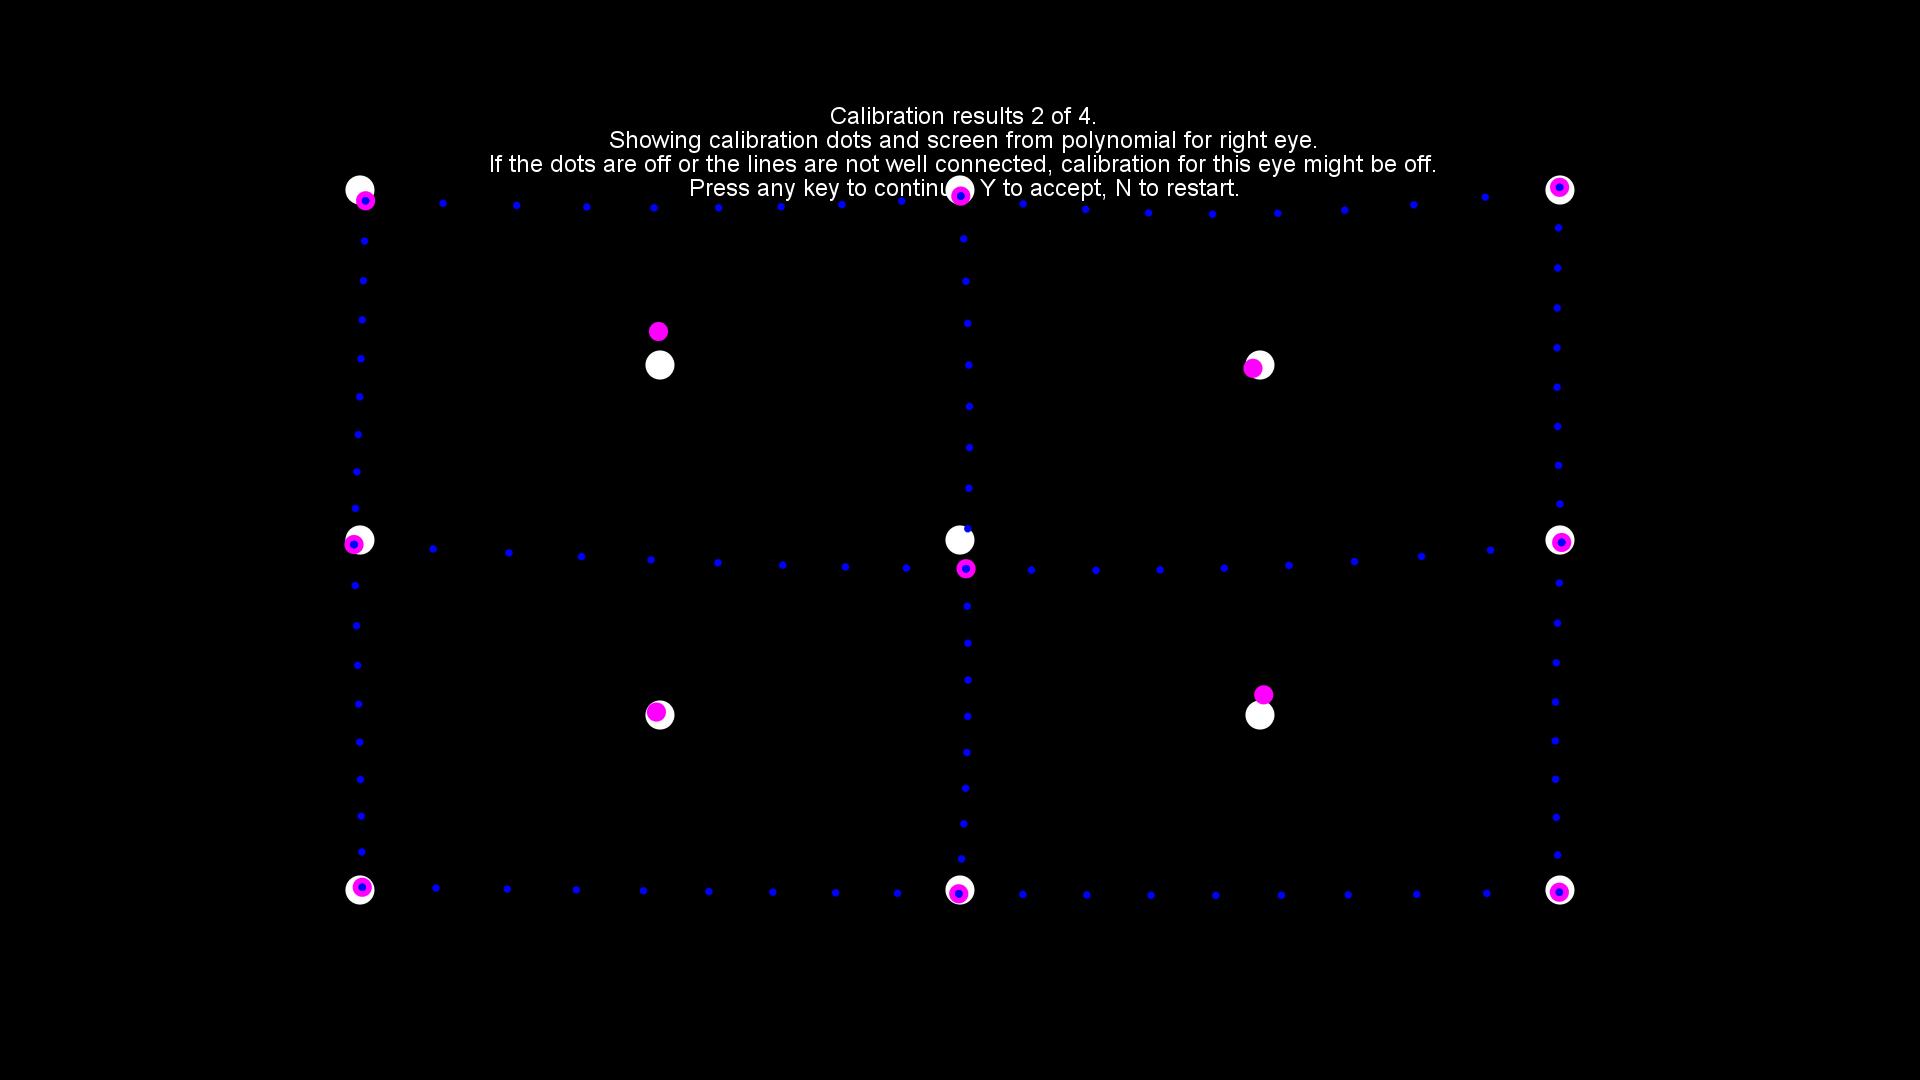 Calibration results 2 of 4.
Showing calibration dots and screen from polynomial for right eye.
If the dots are off or the lines are not well connected, calibration for this eye might be off.
Press any key to continue, Y to accept, N to restart.